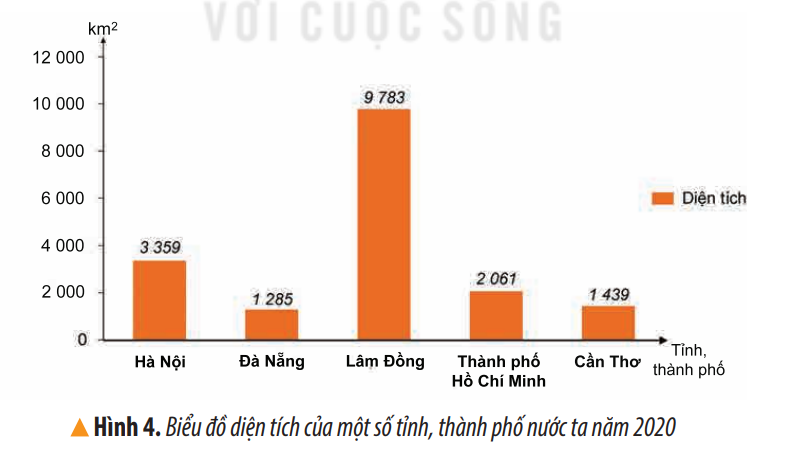 VỚI CUỘC SỐNG
km²
12 000
10 000
8 000
6 000
4 000
2 000
0
3 359
1 285
9 783
2 061
1 439
Diện tích
Hà Nội
Đà Nẵng
Lâm Đồng
Thành phố
Hồ Chí Minh
Cần Thơ
Tỉnh,
thành phố
▲ Hình 4. Biểu đồ diện tích của một số tỉnh, thành phố nước ta năm 2020